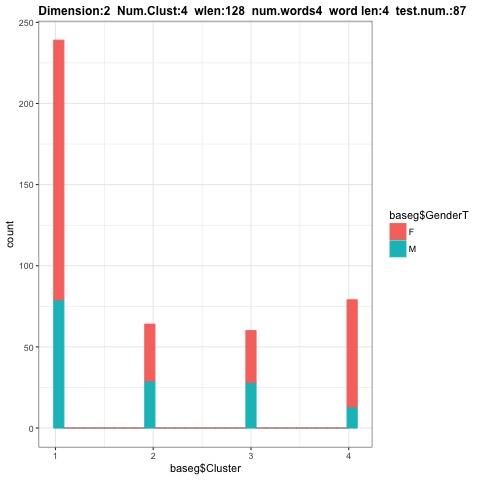 Dimension:2  Num.Clust:4  wlen:128  num.words4  word len:4  test.num.:87
250
200
150
100
50
0
count
1 2 3 4
baseg$Cluster
baseg$GenderT
F
M